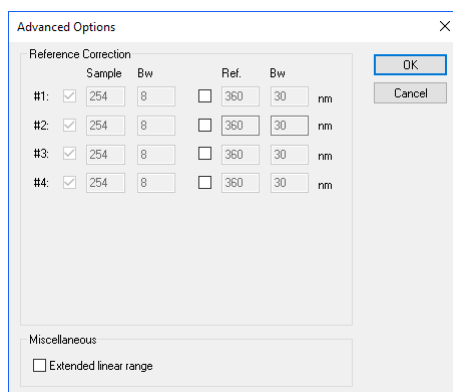 Advanced Options
Reference Correction
Sample Bw Ref. Bw
#1: 254 8 360 30 nm
#2: 254 8 360 30 nm
#3: 254 8 360 30 nm
#4: 254 8 360 30 nm
OK
Cancel
Miscellaneous
Extended linear range